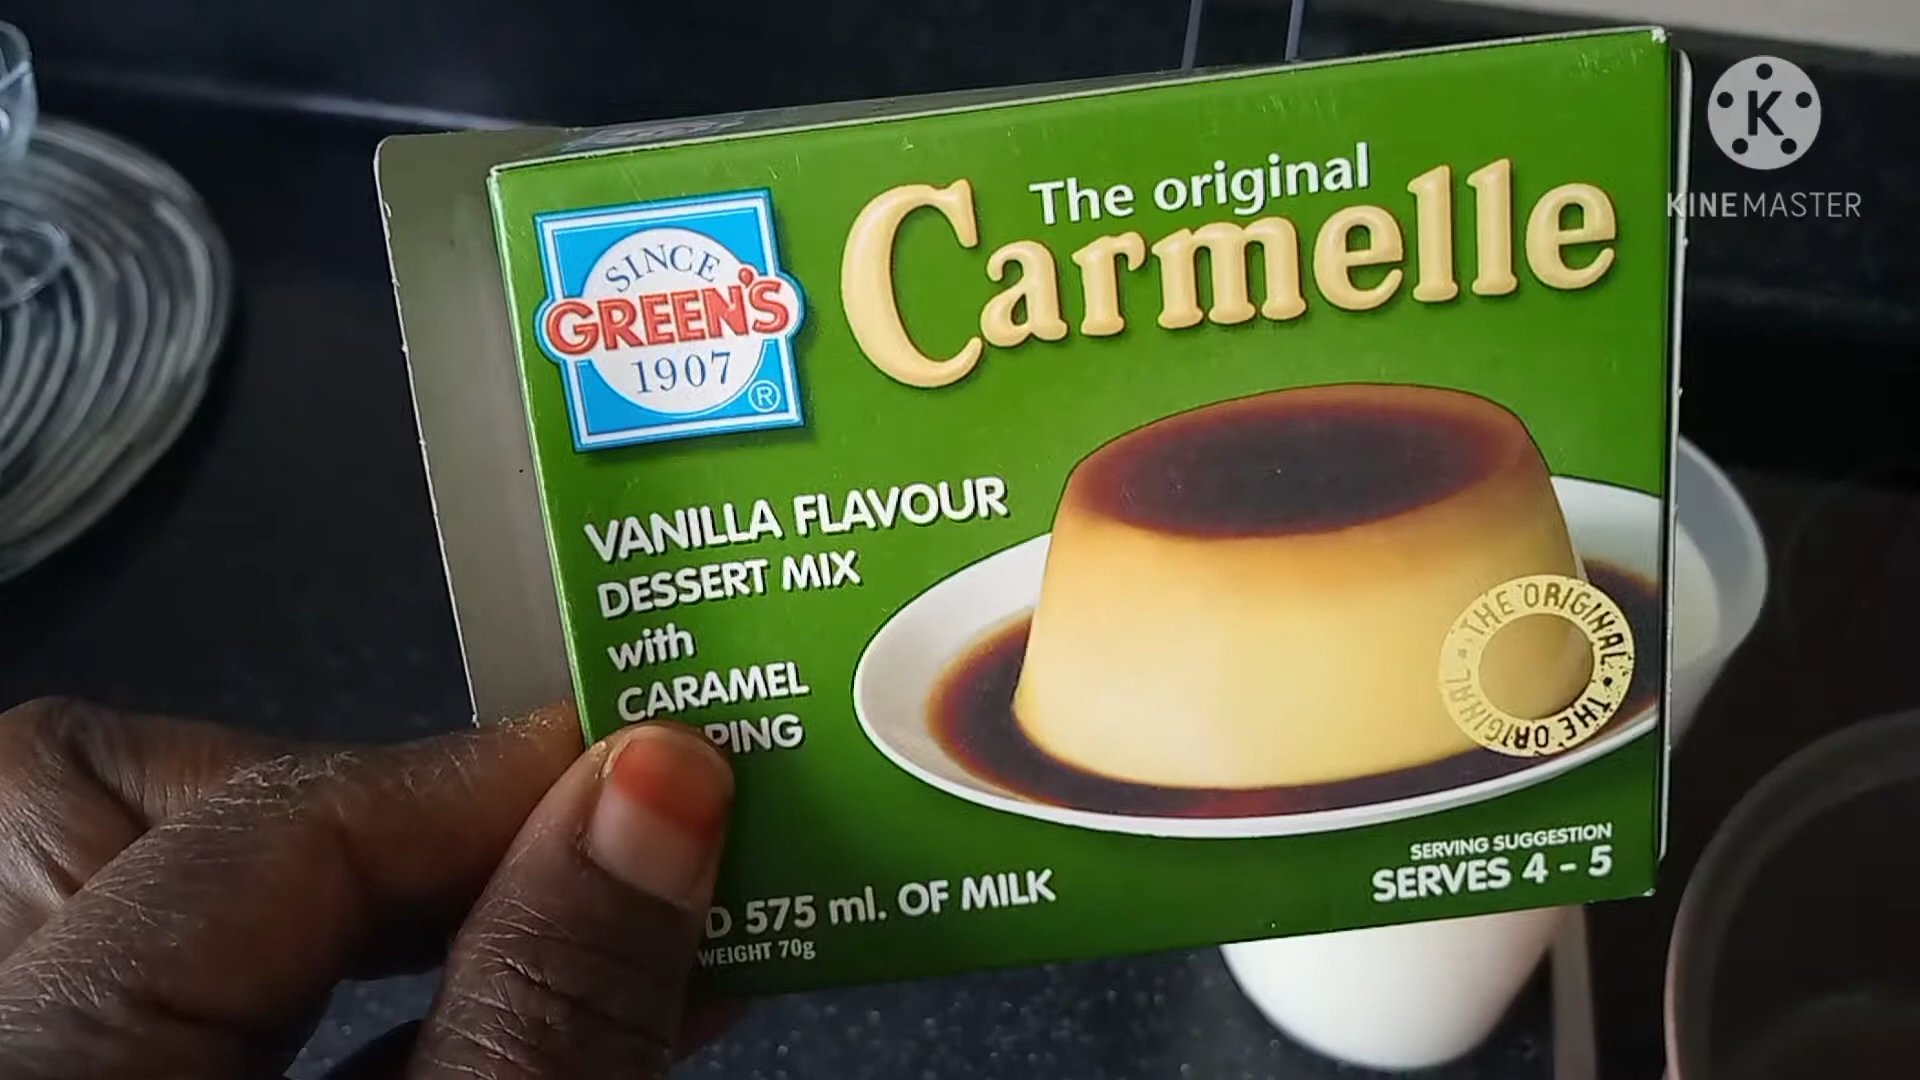 The original
Carmelle
SINCE
GREEN'S
1907
®
VANILLA FLAVOUR
DESSERT MIX
with
CARAMEL
PING
THE ORIGINAL • THE ORIGINAL •
D 575 ml. OF MILK
WEIGHT 70g
SERVING SUGGESTION
SERVES 4 - 5
K
KINEMASTER